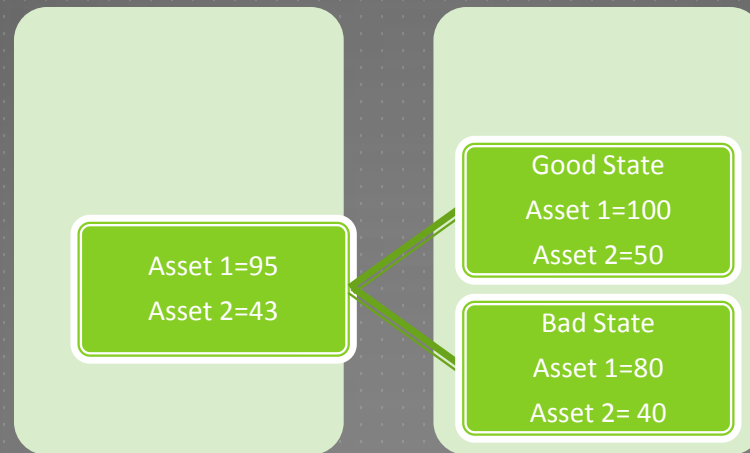 Asset 1=95
Asset 2=43
Good State
Asset 1=100
Asset 2=50
Bad State
Asset 1=80
Asset 2= 40